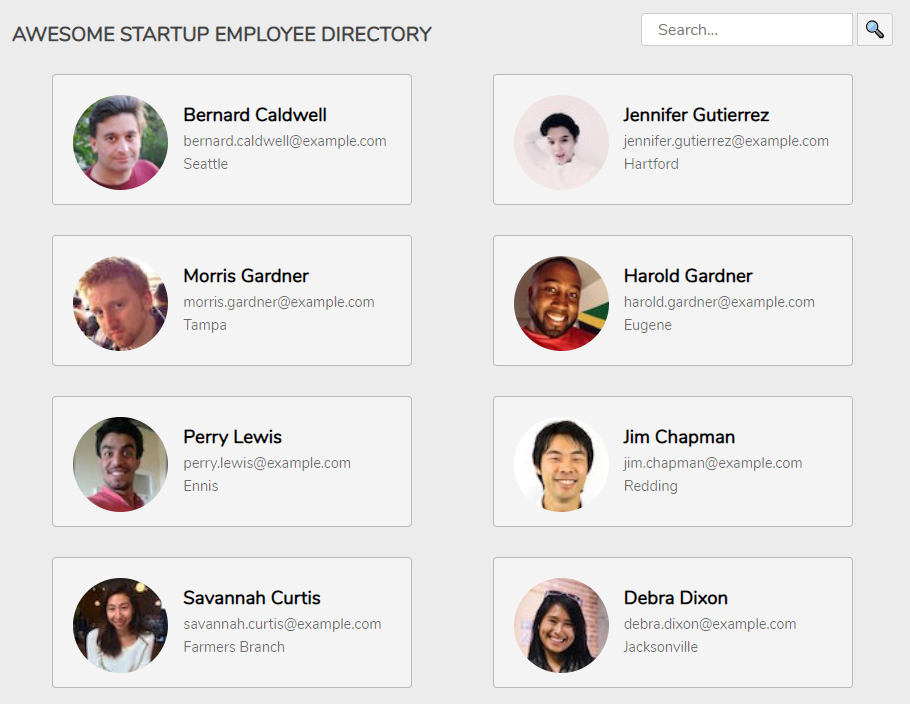 AWESOME STARTUP EMPLOYEE DIRECTORY
Search...
Bernard Caldwell
bernard.caldwell@example.com
Seattle
Jennifer Gutierrez
jennifer.gutierrez@example.com
Hartford
Morris Gardner
morris.gardner@example.com
Tampa
Harold Gardner
harold.gardner@example.com
Eugene
Perry Lewis
perry.lewis@example.com
Ennis
Jim Chapman
jim.chapman@example.com
Redding
Savannah Curtis
savannah.curtis@example.com
Farmers Branch
Debra Dixon
debra.dixon@example.com
Jacksonville